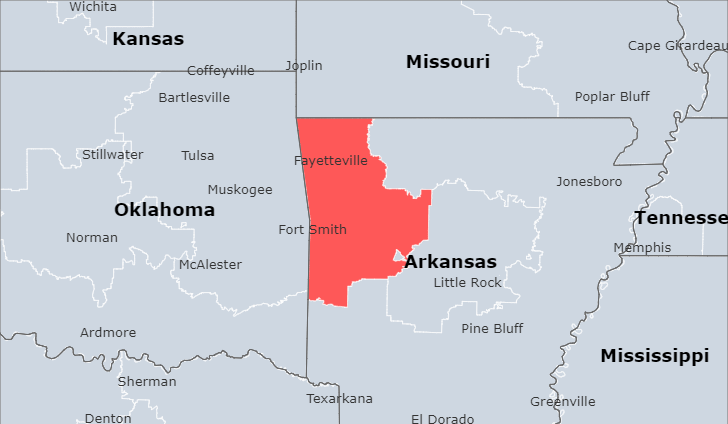 Wichita
Kansas
Cape Girardeau
Missouri
Joplin
Coffeyville
Bartlesville
Poplar Bluff
Stillwater
Tulsa
Fayetteville
Muskogee
Jonesboro
Oklahoma
Tennesse
Fort Smith
Norman
Memphis
McAlester
Arkansas
Little Rock
Pine Bluff
Ardmore
Mississippi
Sherman
Texarkana
Greenville
Denton
El Dorado